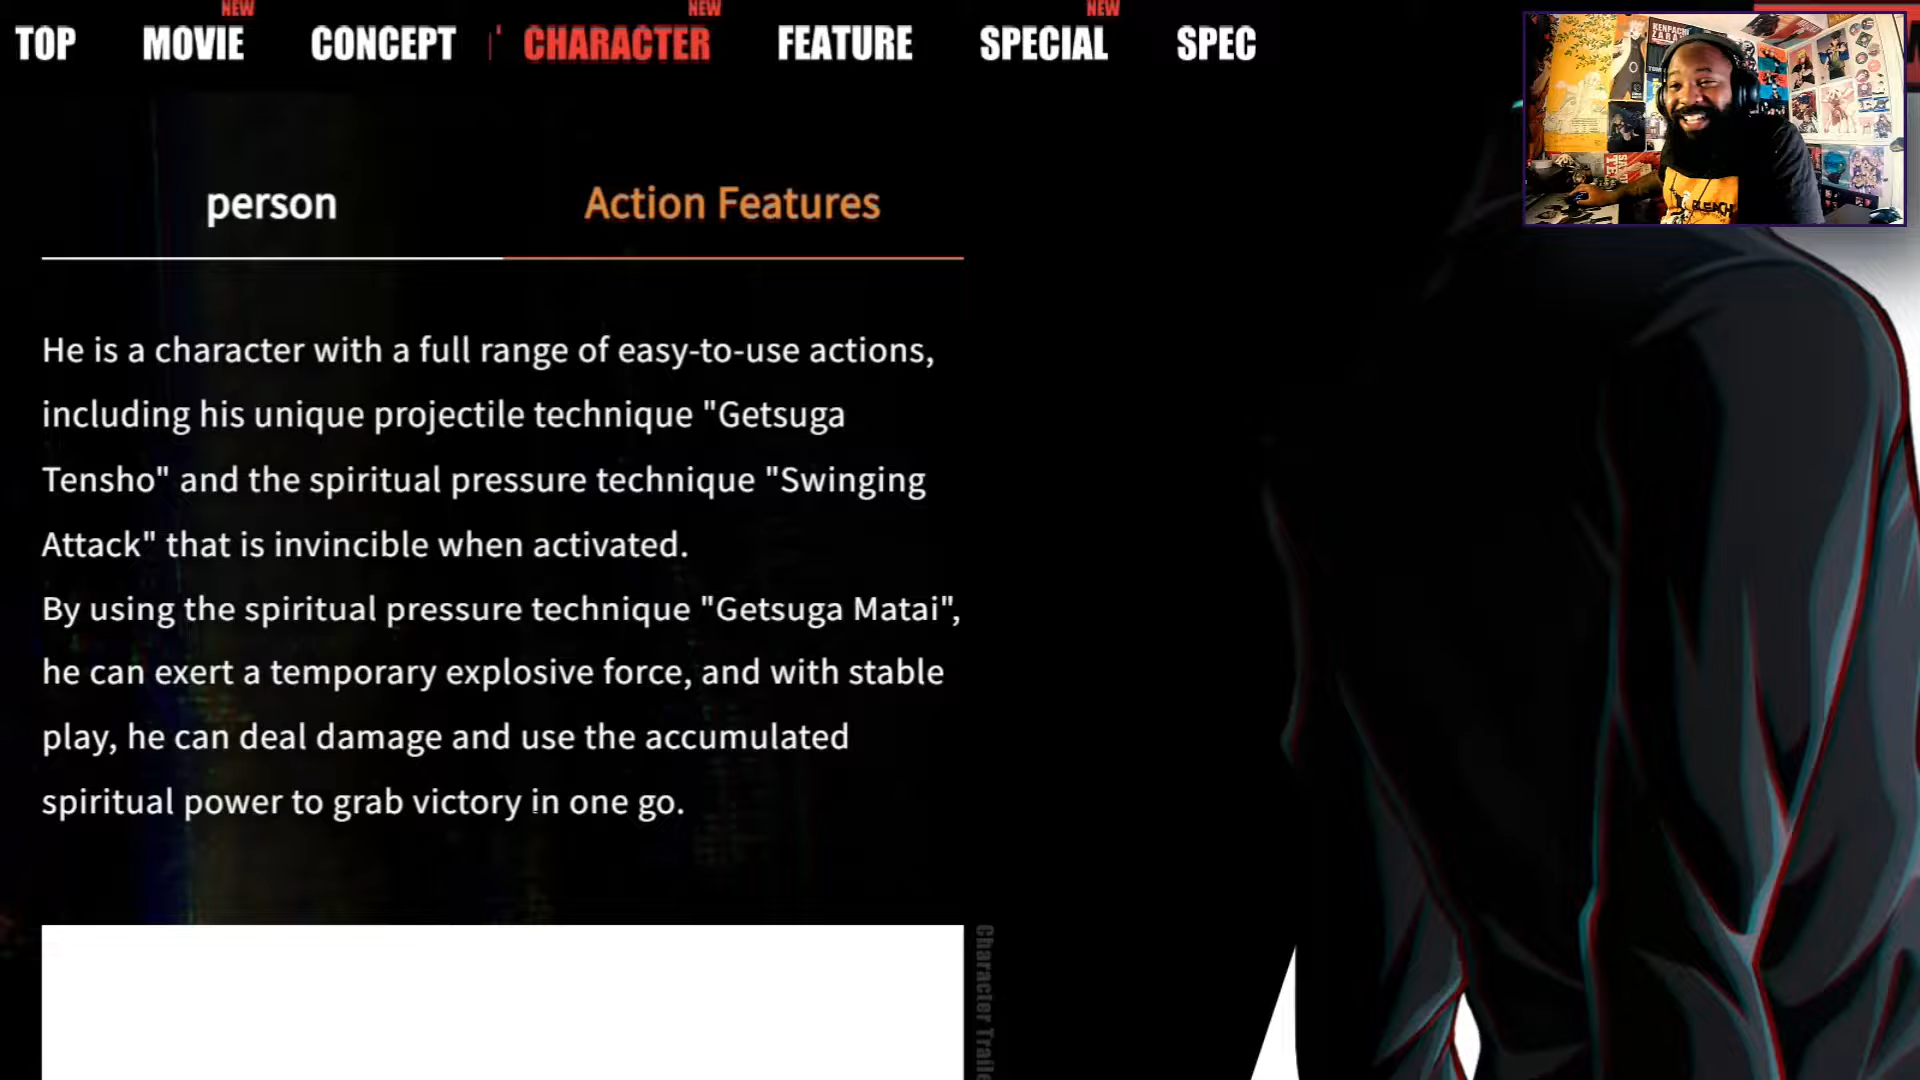 NEW NEW NEW
TOP MOVIE CONCEPT CHARACTER FEATURE SPECIAL SPEC
KENPACHI
person Action Features
He is a character with a full range of easy-to-use actions,
including his unique projectile technique "Getsuga
Tensho" and the spiritual pressure technique "Swinging
Attack" that is invincible when activated.
By using the spiritual pressure technique "Getsuga Matai",
he can exert a temporary explosive force, and with stable
play, he can deal damage and use the accumulated
spiritual power to grab victory in one go.
Character